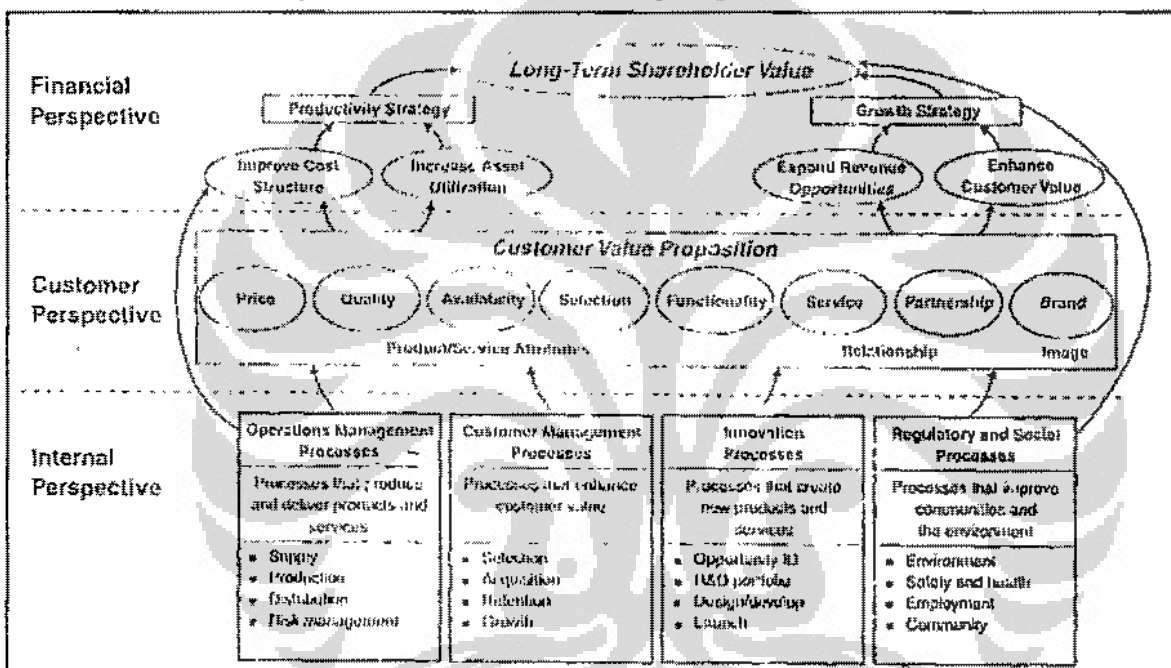 Financial
Perspective
Long-Term Shareholder Value
Productivity Strategy
Growth Strategy
Improve Cost
Structure
Increase Asset
Utilization
Expand Revenue
Opportunities
Enhance
Customer Value
Customer
Perspective
Customer Value Proposition
Price
Quality
Availability
Selection
Functionality
Service
Partnership
Brand
Product/Service Attributes
Relationship
Image
Internal
Perspective
Operations Management
Processes
Processes that produce
and deliver products and
services
• Supply
• Production
• Distribution
• Risk management
Customer Management
Processes
Processes that enhance
customer value
• Selection
• Acquisition
• Retention
• Growth
Innovation
Processes
Processes that create
new products and
services
• Opportunity ID
• R&D portfolio
• Design/develop
• Launch
Regulatory and Social
Processes
Processes that improve
communities and
the environment
• Environment
• Safety and health
• Employment
• Community